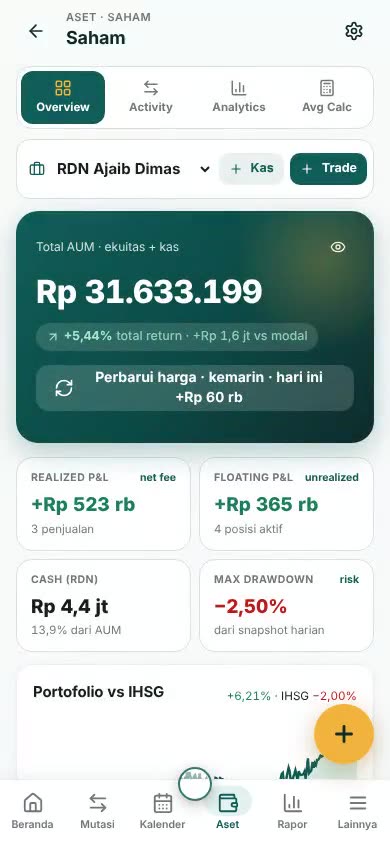 ASET · SAHAM
Saham
Overview
Activity
Analytics
Avg Calc
RDN Ajaib Dimas
+ Kas
+ Trade
Total AUM · ekuitas + kas
Rp 31.633.199
+5,44% total return · +Rp 1,6 jt vs modal
Perbarui harga · kemarin · hari ini
+Rp 60 rb
REALIZED P&L net fee
+Rp 523 rb
3 penjualan
FLOATING P&L unrealized
+Rp 365 rb
4 posisi aktif
CASH (RDN)
Rp 4,4 jt
13,9% dari AUM
MAX DRAWDOWN risk
−2,50%
dari snapshot harian
Portofolio vs IHSG
+6,21% · IHSG −2,00%
Beranda
Mutasi
Kalender
Aset
Rapor
Lainnya